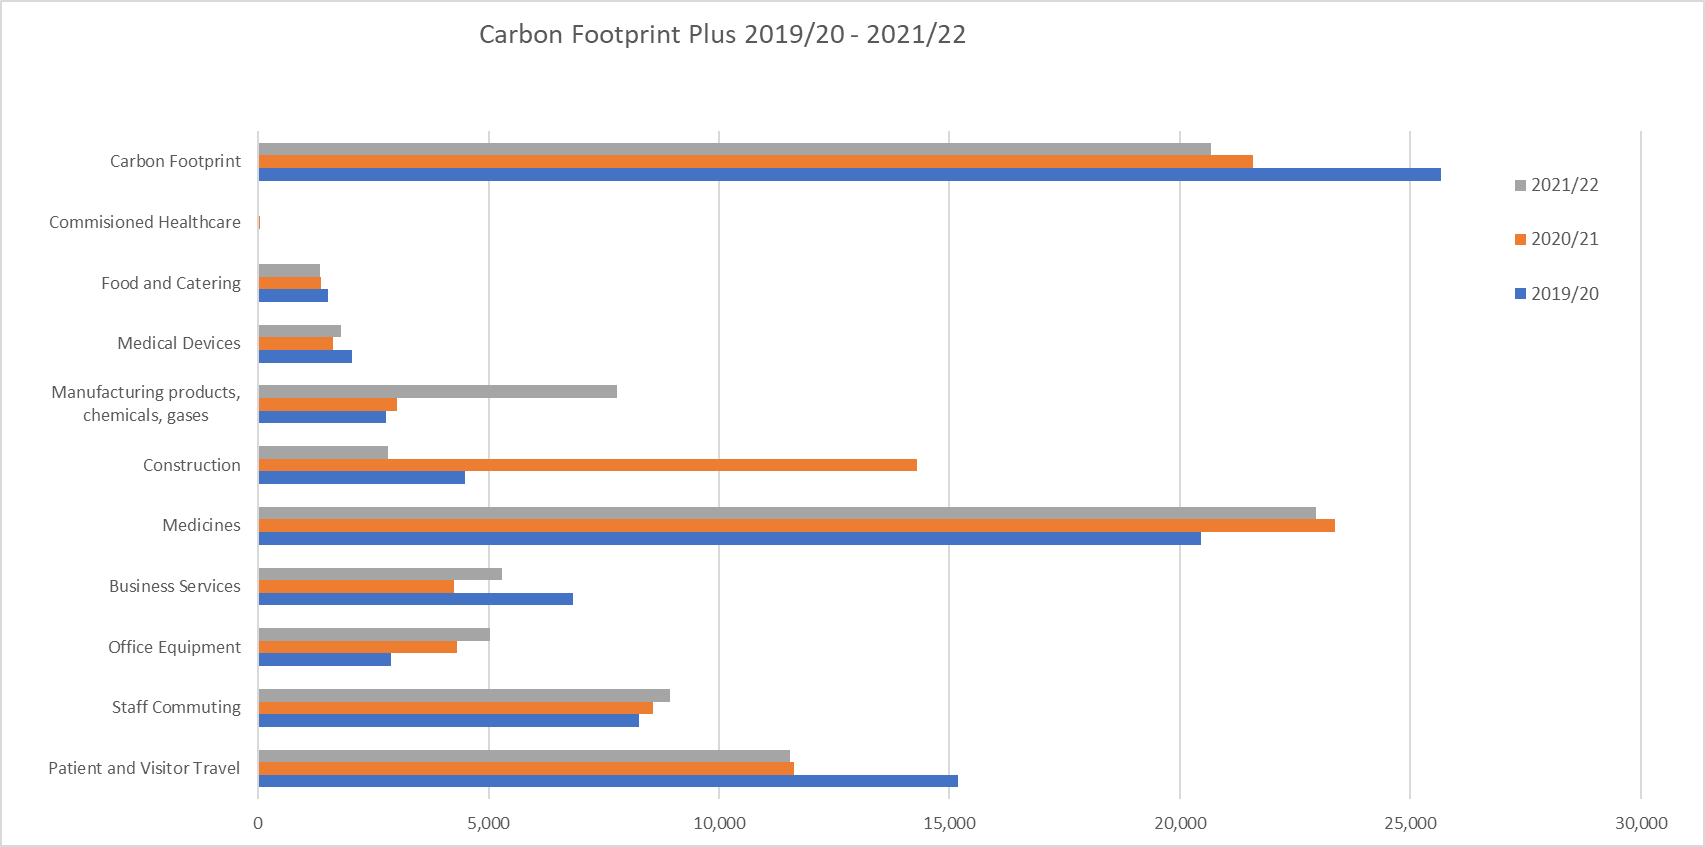 Carbon Footprint Plus 2019/20 - 2021/22
Carbon Footprint
Commisioned Healthcare
Food and Catering
Medical Devices
Manufacturing products,
chemicals, gases
Construction
Medicines
Business Services
Office Equipment
Staff Commuting
Patient and Visitor Travel
2021/22
2020/21
2019/20
0 5,000 10,000 15,000 20,000 25,000 30,000